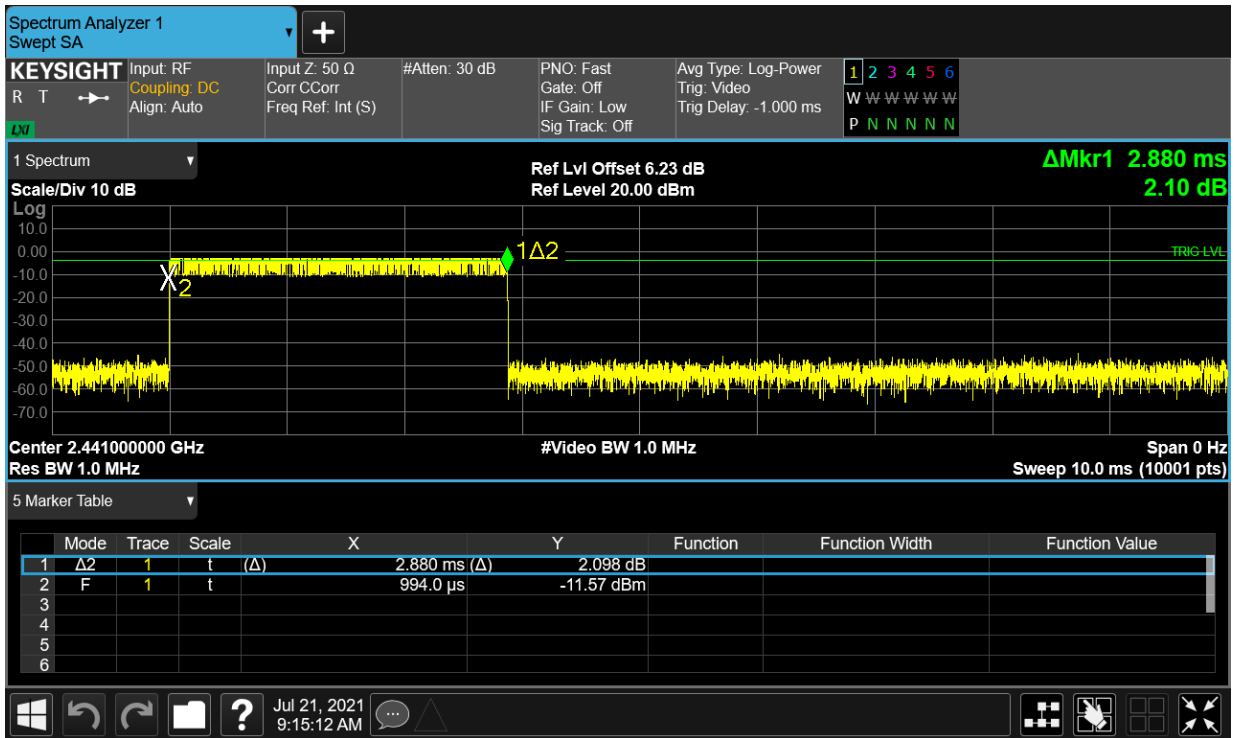 Spectrum Analyzer 1
Swept SA
KEYSIGHT
R T
LXI
Input: RF
Coupling: DC
Align: Auto
Input Z: 50 Ω
Corr CCorr
Freq Ref: Int (S)
#Atten: 30 dB
PNO: Fast
Gate: Off
IF Gain: Low
Sig Track: Off
Avg Type: Log-Power
Trig: Video
Trig Delay: -1.000 ms
1 2 3 4 5 6
W W W W W W
P N N N N N
1 Spectrum
Scale/Div 10 dB
Ref Lvl Offset 6.23 dB
Ref Level 20.00 dBm
ΔMkr1 2.880 ms
2.10 dB
Log
10.0
0.00
-10.0
-20.0
-30.0
-40.0
-50.0
-60.0
-70.0
1Δ2
TRIG LVL
X2
Center 2.441000000 GHz
Res BW 1.0 MHz
#Video BW 1.0 MHz
Span 0 Hz
Sweep 10.0 ms (10001 pts)
5 Marker Table
Mode Trace Scale X Y Function Function Width Function Value
1 Δ2 1 t (Δ) 2.880 ms (Δ) 2.098 dB
2 F 1 t 994.0 µs -11.57 dBm
3
4
5
6
?
Jul 21, 2021
9:15:12 AM